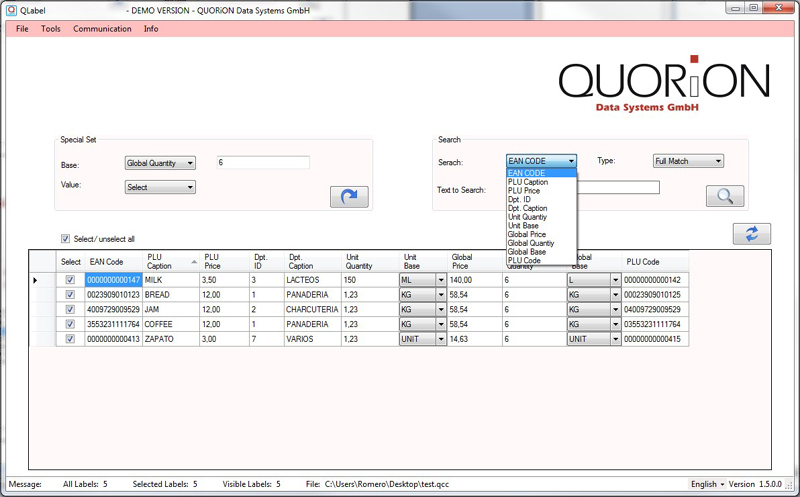 QLabel - DEMO VERSION - QUORiON Data Systems GmbH
File Tools Communication Info
QUORiON
Data Systems GmbH
Special Set
Base: Global Quantity 6
Value: Select
Search
Serach: EAN CODE Type: Full Match
EAN CODE
PLU Caption
PLU Price
Dpt. ID
Dpt. Caption
Unit Quantiy
Unit Base
Global Price
Global Quantiy
Global Base
PLU Code
Text to Search:
Select/ unselect all
Select EAN Code PLU Caption PLU Price Dpt. ID Dpt. Caption Unit Quantity Unit Base Global Price Quantity Global Base PLU Code
0000000000147 MILK 3,50 3 LACTEOS 150 ML 140,00 6 L 00000000000142
0023909010123 BREAD 12,00 1 PANADERIA 1,23 KG 58,54 6 KG 00023909010125
4009729009529 JAM 12,00 2 CHARCUTERIA 1,23 KG 58,54 6 KG 04009729009529
3553231111764 COFFEE 12,00 1 PANADERIA 1,23 KG 58,54 6 KG 03553231111764
0000000000413 ZAPATO 3,00 7 VARIOS 1,23 UNIT 14,63 6 UNIT 00000000000415
Message: All Labels: 5 Selected Labels: 5 Visible Labels: 5 File: C:\Users\Romero\Desktop\test.qcc English Version 1.5.0.0